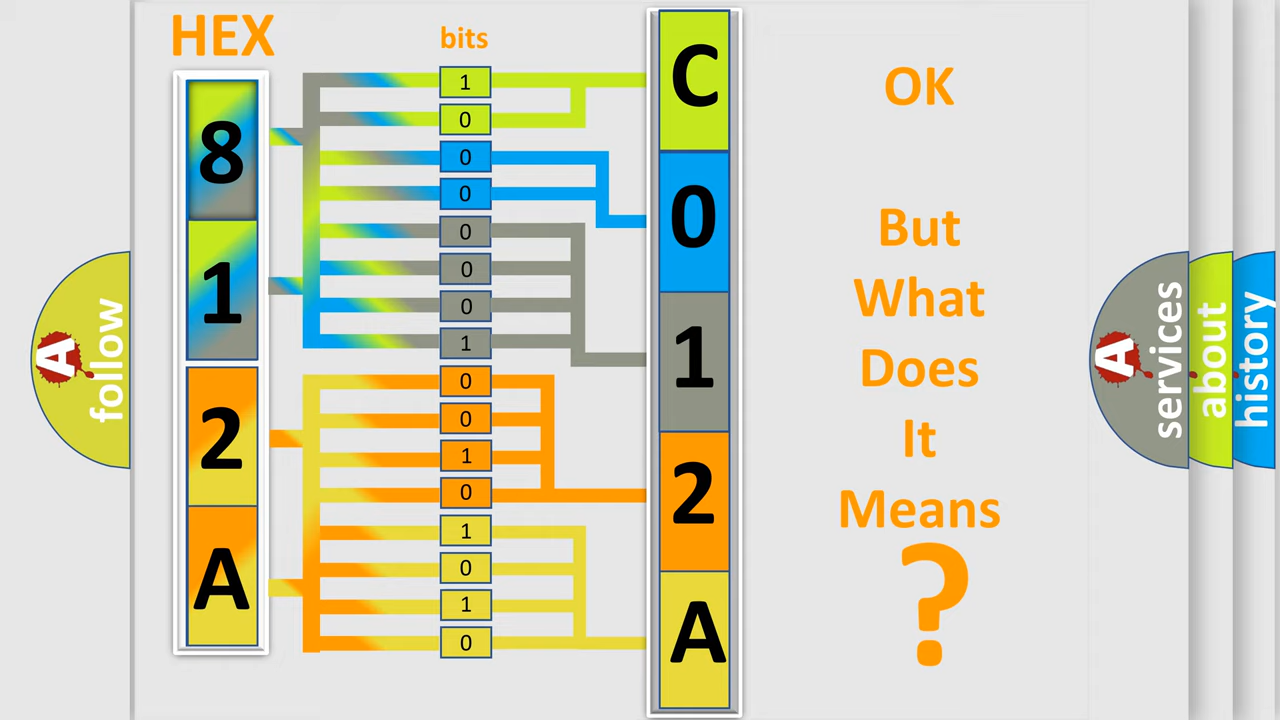 HEX
bits
8
1
2
A
1
0
0
0
0
0
0
1
0
0
1
0
1
0
1
0
C
0
1
2
A
OK
But
What
Does
It
Means
?
A
follow
A
services
about
history